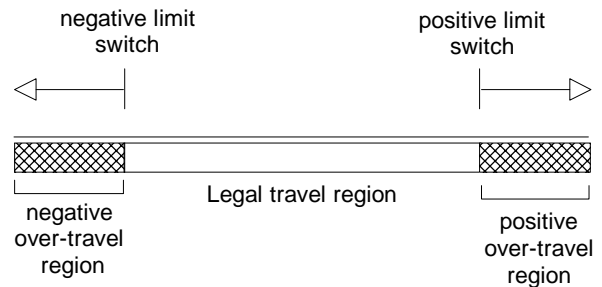 negative limit
switch
positive limit
switch
Legal travel region
negative
over-travel
region
positive
over-travel
region